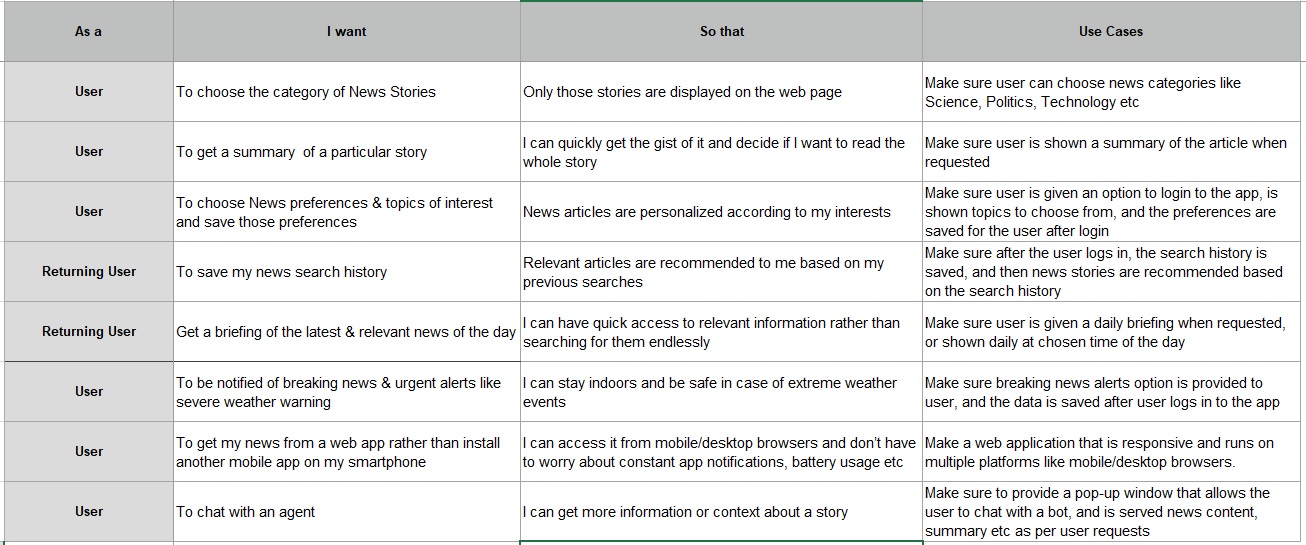 As a
I want
So that
Use Cases
User
To choose the category of News Stories
Only those stories are displayed on the web page
Make sure user can choose news categories like
Science, Politics, Technology etc
User
To get a summary  of a particular story
I can quickly get the gist of it and decide if I want to read the
whole story
Make sure user is shown a summary of the article when
requested
User
To choose News preferences & topics of interest
and save those preferences
News articles are personalized according to my interests
Make sure user is given an option to login to the app, is
shown topics to choose from, and the preferences are
saved for the user after login
Returning User
To save my news search history
Relevant articles are recommended to me based on my
previous searches
Make sure after the user logs in, the search history is
saved, and then news stories are recommended based
on the search history
Returning User
Get a briefing of the latest & relevant news of the day
I can have quick access to relevant information rather than
searching for them endlessly
Make sure user is given a daily briefing when requested,
or shown daily at chosen time of the day
User
To be notified of breaking news & urgent alerts like
severe weather warning
I can stay indoors and be safe in case of extreme weather
events
Make sure breaking news alerts option is provided to
user, and the data is saved after user logs in to the app
User
To get my news from a web app rather than install
another mobile app on my smartphone
I can access it from mobile/desktop browsers and don't have
to worry about constant app notifications, battery usage etc
Make a web application that is responsive and runs on
multiple platforms like mobile/desktop browsers.
User
To chat with an agent
I can get more information or context about a story
Make sure to provide a pop-up window that allows the
user to chat with a bot, and is served news content,
summary etc as per user requests